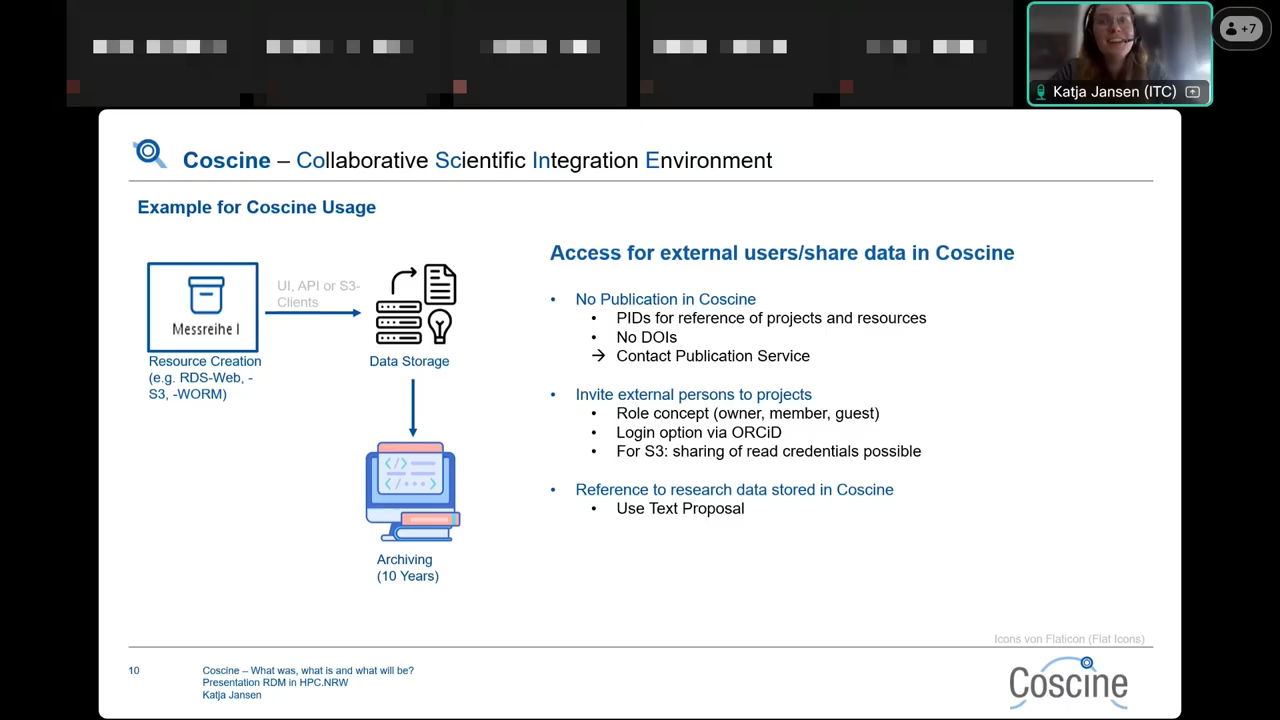 +7
Katja Jansen (ITC)
Coscine – Collaborative Scientific Integration Environment
Example for Coscine Usage
Messreihe I
UI, API or S3-
Clients
Resource Creation
(e.g. RDS-Web, -
S3, -WORM)
Data Storage
Archiving
(10 Years)
Access for external users/share data in Coscine
• No Publication in Coscine
• PIDs for reference of projects and resources
• No DOIs
→ Contact Publication Service
• Invite external persons to projects
• Role concept (owner, member, guest)
• Login option via ORCiD
• For S3: sharing of read credentials possible
• Reference to research data stored in Coscine
• Use Text Proposal
Icons von Flaticon (Flat Icons)
10
Coscine – What was, what is and what will be?
Presentation RDM in HPC.NRW
Katja Jansen
Coscine